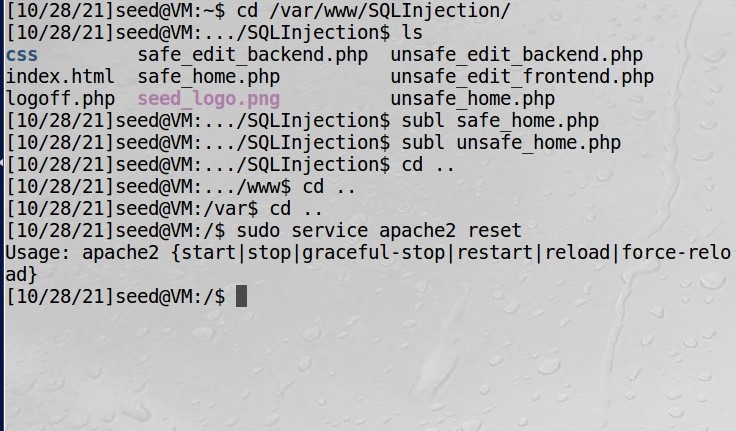 [10/28/21]seed@VM:~$ cd /var/www/SQLInjection/
[10/28/21]seed@VM:.../SQLInjection$ ls
css        safe_edit_backend.php  unsafe_edit_backend.php
index.html  safe_home.php          unsafe_edit_frontend.php
logoff.php  seed_logo.png          unsafe_home.php
[10/28/21]seed@VM:.../SQLInjection$ subl safe_home.php
[10/28/21]seed@VM:.../SQLInjection$ subl unsafe_home.php
[10/28/21]seed@VM:.../SQLInjection$ cd ..
[10/28/21]seed@VM:.../www$ cd ..
[10/28/21]seed@VM:/var$ cd ..
[10/28/21]seed@VM:/$ sudo service apache2 reset
Usage: apache2 {start|stop|graceful-stop|restart|reload|force-relo
ad}
[10/28/21]seed@VM:/$